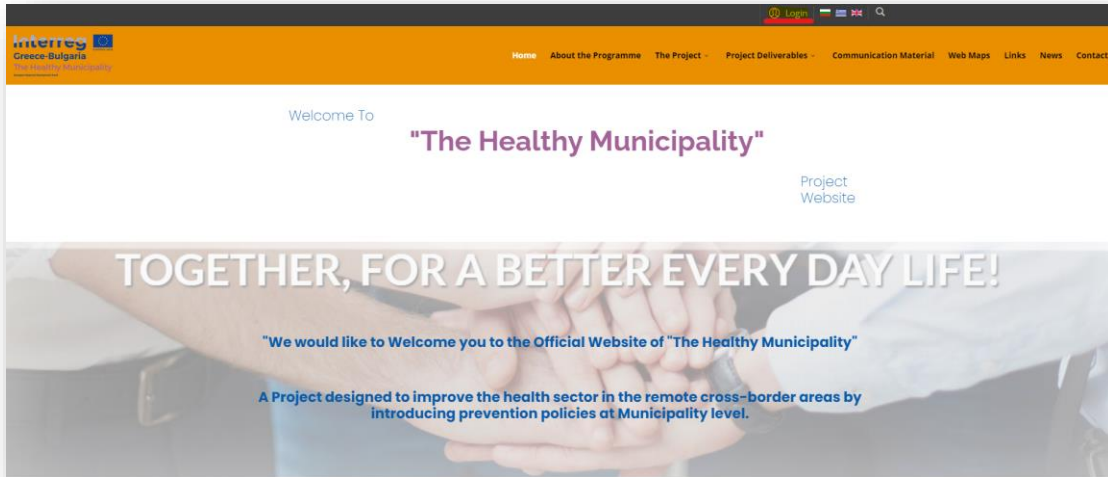 Login
Interreg
Greece-Bulgaria
The Healthy Municipality
Home About the Programme The Project Project Deliverables Communication Material Web Maps Links News Contact
Welcome To
"The Healthy Municipality"
Project
Website
TOGETHER, FOR A BETTER EVERY DAY LIFE!
"We would like to Welcome you to the Official Website of "The Healthy Municipality"
A Project designed to improve the health sector in the remote cross-border areas by
introducing prevention policies at Municipality level.